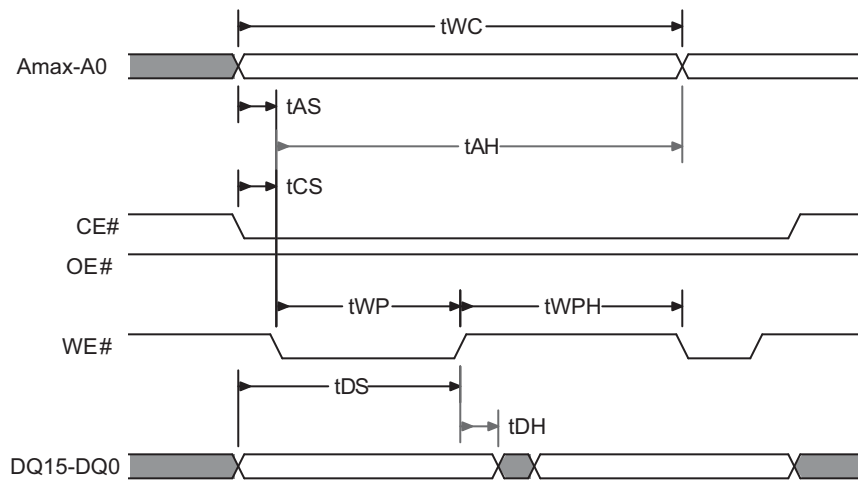 tWC
Amax-A0
tAS
tAH
tCS
CE#
OE#
tWP
tWPH
WE#
tDS
tDH
DQ15-DQ0